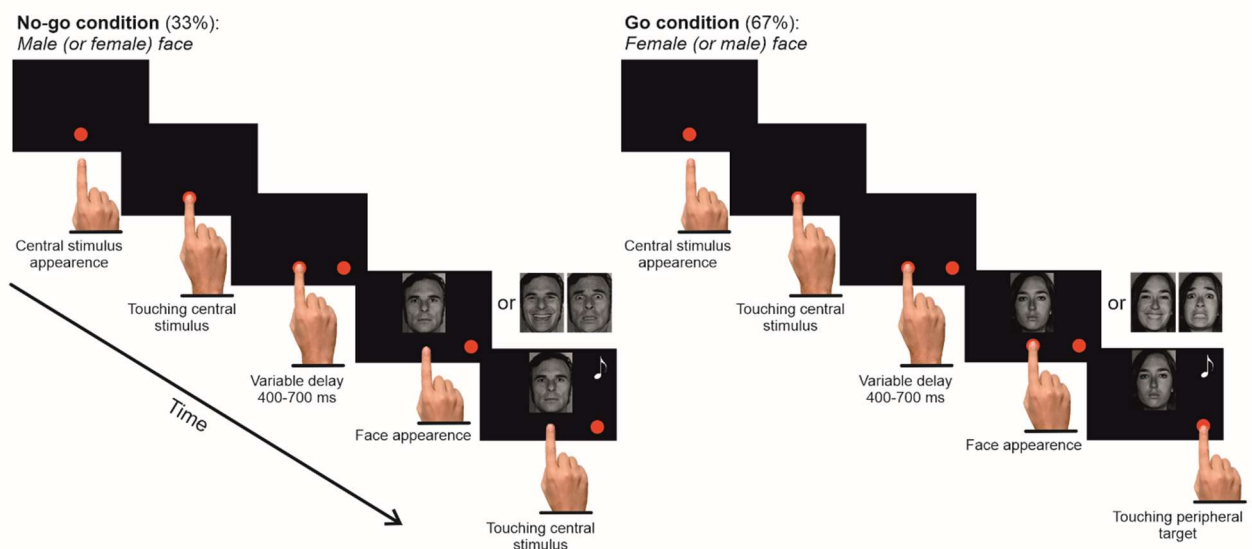 No-go condition (33%):
Male (or female) face
Central stimulus
appearence
Touching central
stimulus
Variable delay
400-700 ms
or
Face appearence
Touching central
stimulus
Time
Go condition (67%):
Female (or male) face
Central stimulus
appearence
Touching central
stimulus
Variable delay
400-700 ms
or
Face appearence
Touching peripheral
target